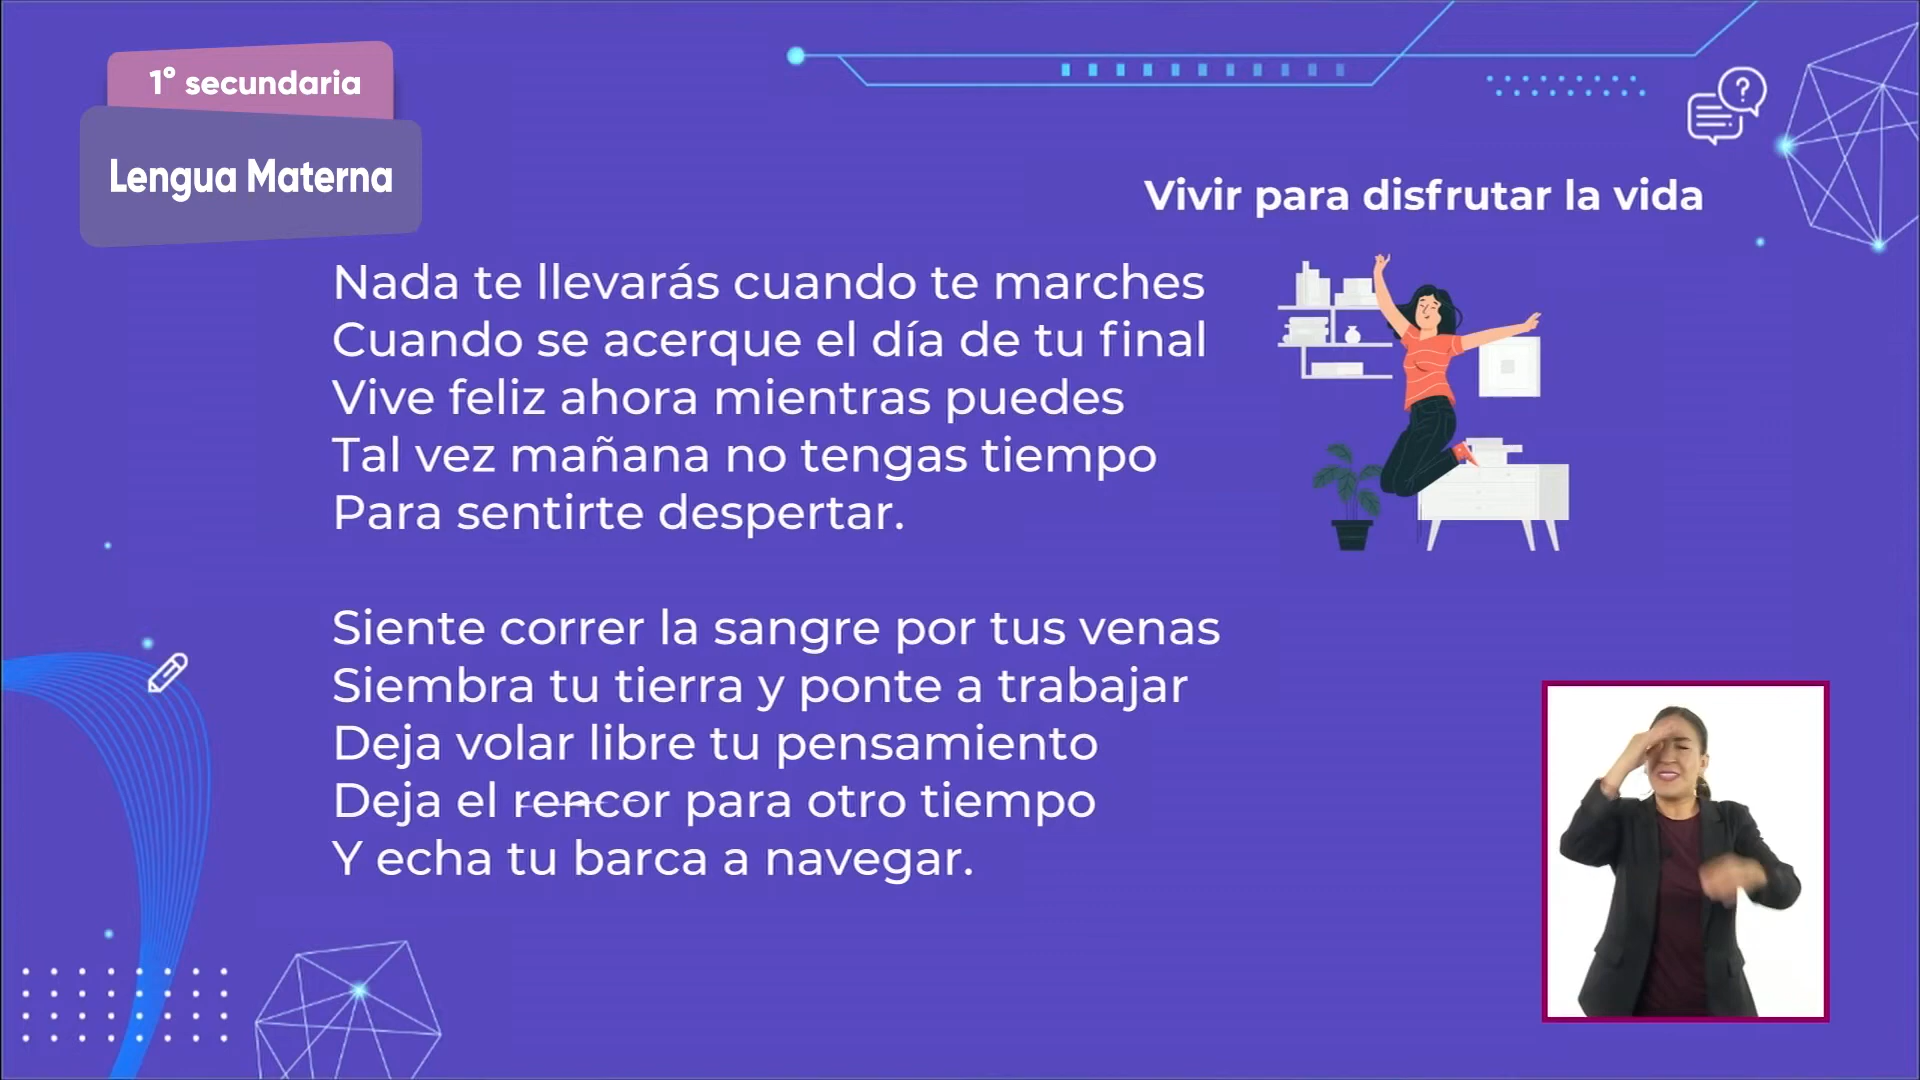 1° secundaria
Lengua Materna
Vivir para disfrutar la vida
Nada te llevarás cuando te marches
Cuando se acerque el día de tu final
Vive feliz ahora mientras puedes
Tal vez mañana no tengas tiempo
Para sentirte despertar.
Siente correr la sangre por tus venas
Siembra tu tierra y ponte a trabajar
Deja volar libre tu pensamiento
Deja el rencor para otro tiempo
Y echa tu barca a navegar.